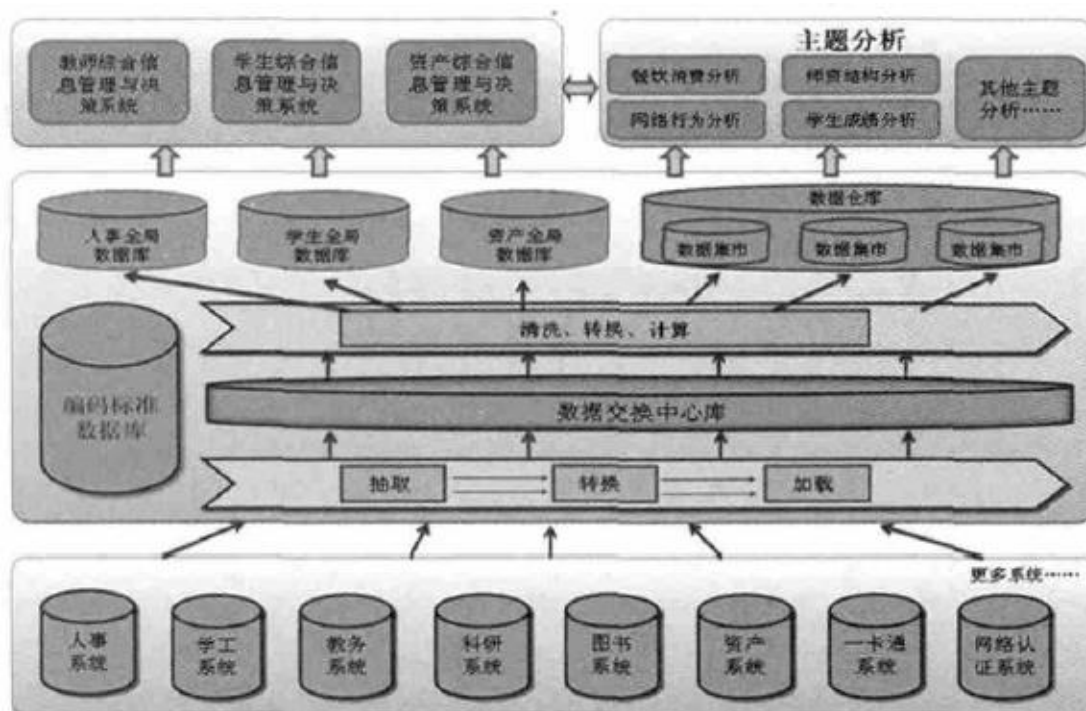 教师综合信
息管理与决
策系统
学生综合信
息管理与决
策系统
资产综合信
息管理与决
策系统
主题分析
餐饮消费分析
师资结构分析
网络行为分析
学生成绩分析
其他主题
分析……
人事全局
数据库
学生全局
数据库
资产全局
数据库
数据仓库
数据集市
数据集市
数据集市
清洗、转换、计算
编码标准
数据库
数据交换中心库
抽取
转换
加载
更多系统……
人事
系统
学工
系统
教务
系统
科研
系统
图书
系统
资产
系统
一卡通
系统
网络认
证系统